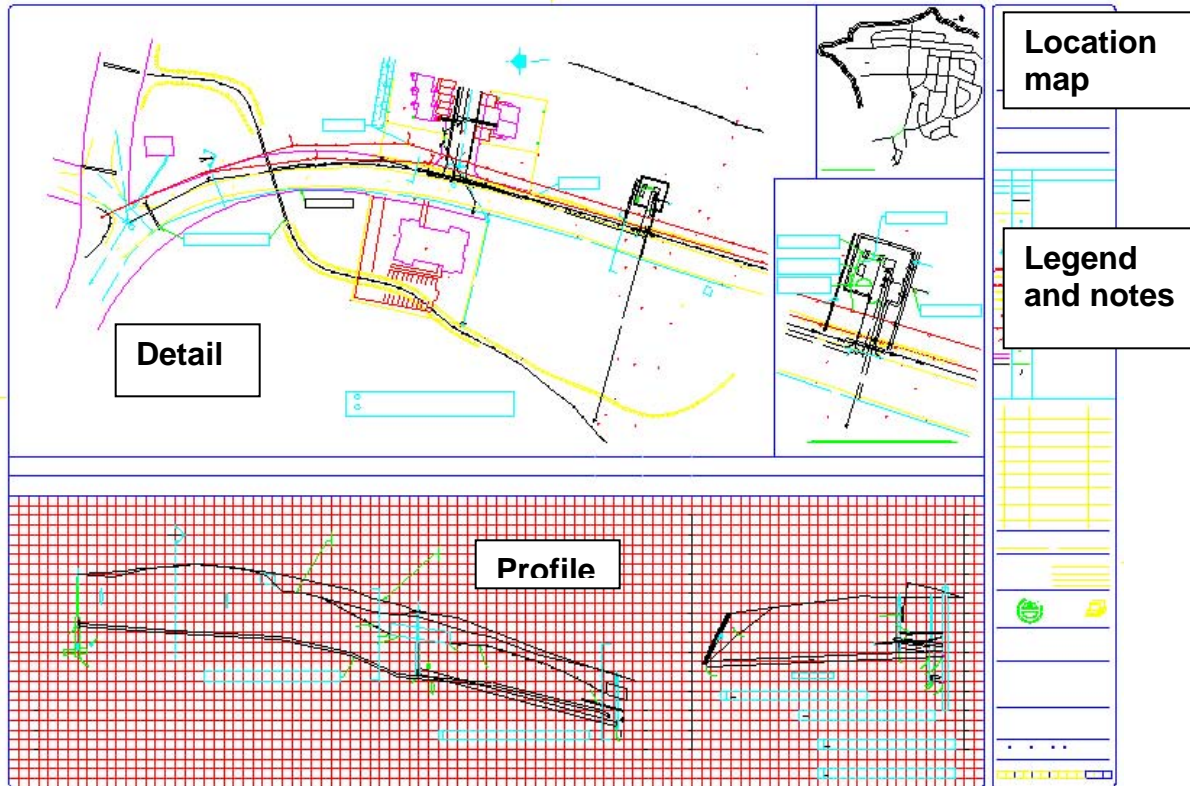 Location
map
Legend
and notes
Detail
Profile